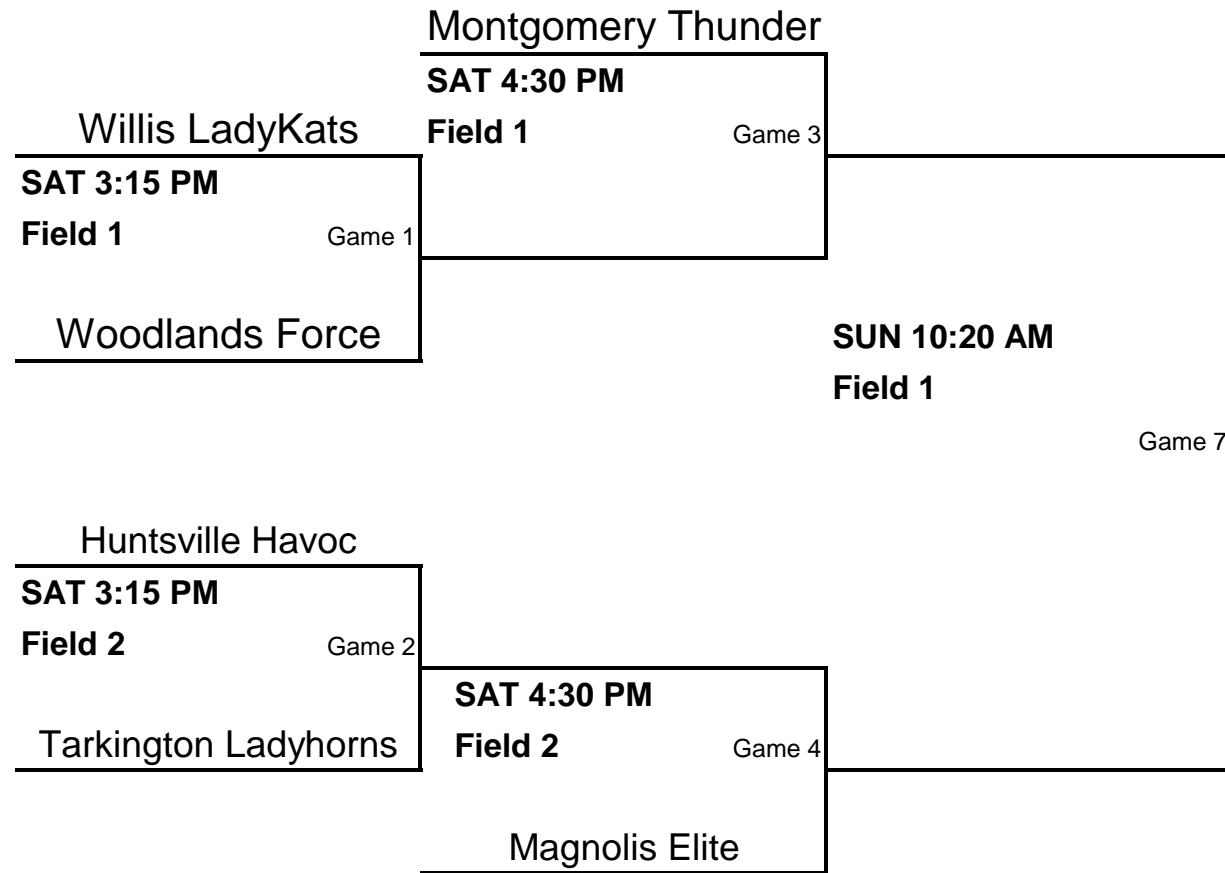 Montgomery Thunder
SAT 4:30 PM
Willis LadyKats
Field 1
Game 3
SAT 3:15 PM
Field 1
Game 1
Woodlands Force
SUN 10:20 AM
Field 1
Game 7
Huntsville Havoc
SAT 3:15 PM
Field 2
Game 2
SAT 4:30 PM
Tarkington Ladyhorns
Field 2
Game 4
Magnolis Elite